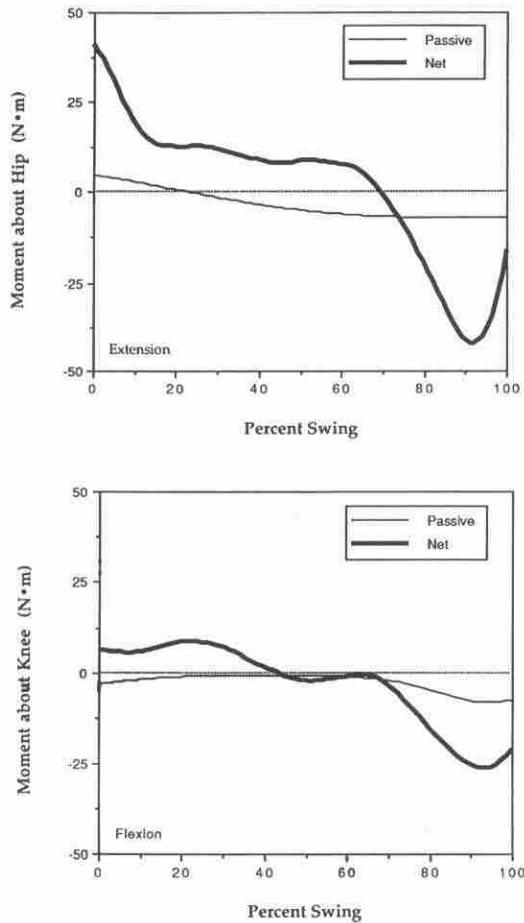 50
25
0
-25
-50
Moment about Hip (N•m)
Passive
Net
Extension
0
20
40
60
80
100
Percent Swing
50
25
0
-25
-50
Moment about Knee (N•m)
Passive
Net
Flexion
0
20
40
60
80
100
Percent Swing